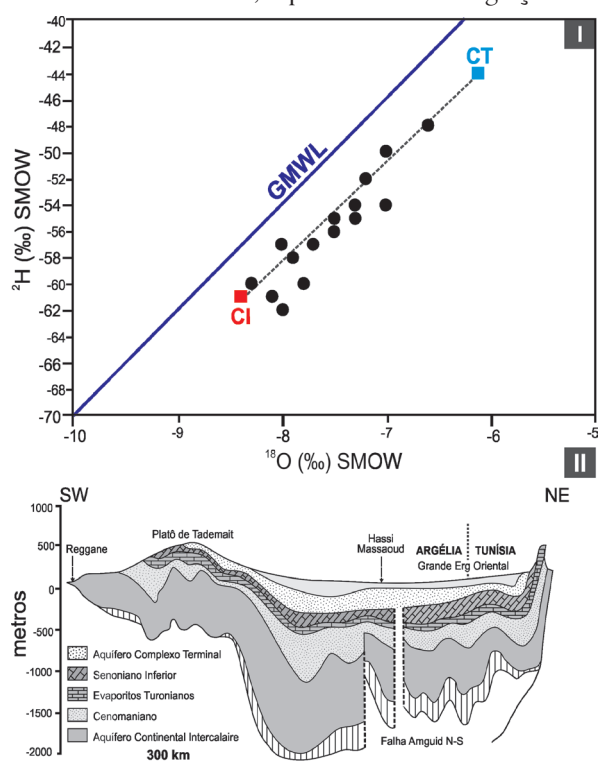 I
-40
-42
-44
-46
-48
-50
-52
-54
-56
-58
-60
-62
-64
-66
-68
-70
²H (‰) SMOW
GMWL
CT
CI
-10
-9
-8
-7
-6
-5
¹⁸O (‰) SMOW
II
SW
NE
1000
500
0
-500
-1000
-1500
-2000
metros
Reggane
Platô de Tademait
Hassi
Massaoud
ARGÉLIA
TUNÍSIA
Grande Erg Oriental
Aquífero Complexo Terminal
Senoniano Inferior
Evaporitos Turonianos
Cenomaniano
Aquífero Continental Intercalaire
300 km
Falha Amguid N-S